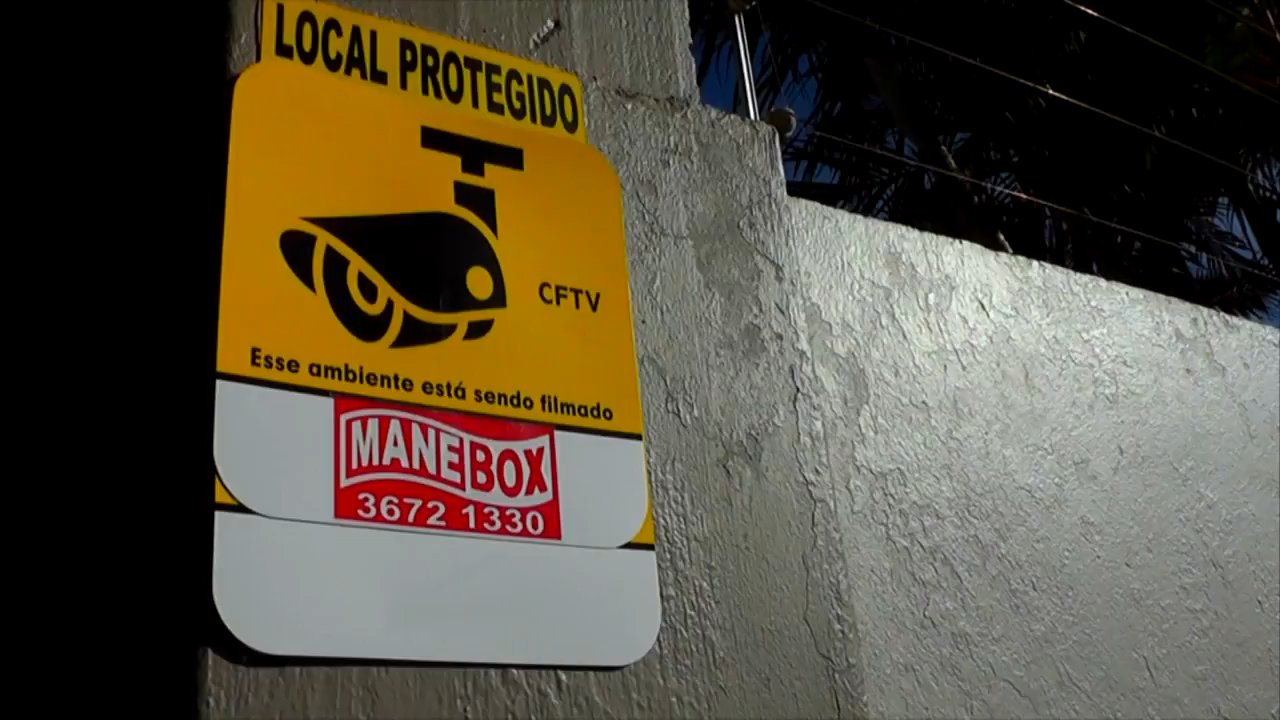 LOCAL PROTEGIDO
CFTV
Esse ambiente está sendo filmado
MANEBOX
3672 1330